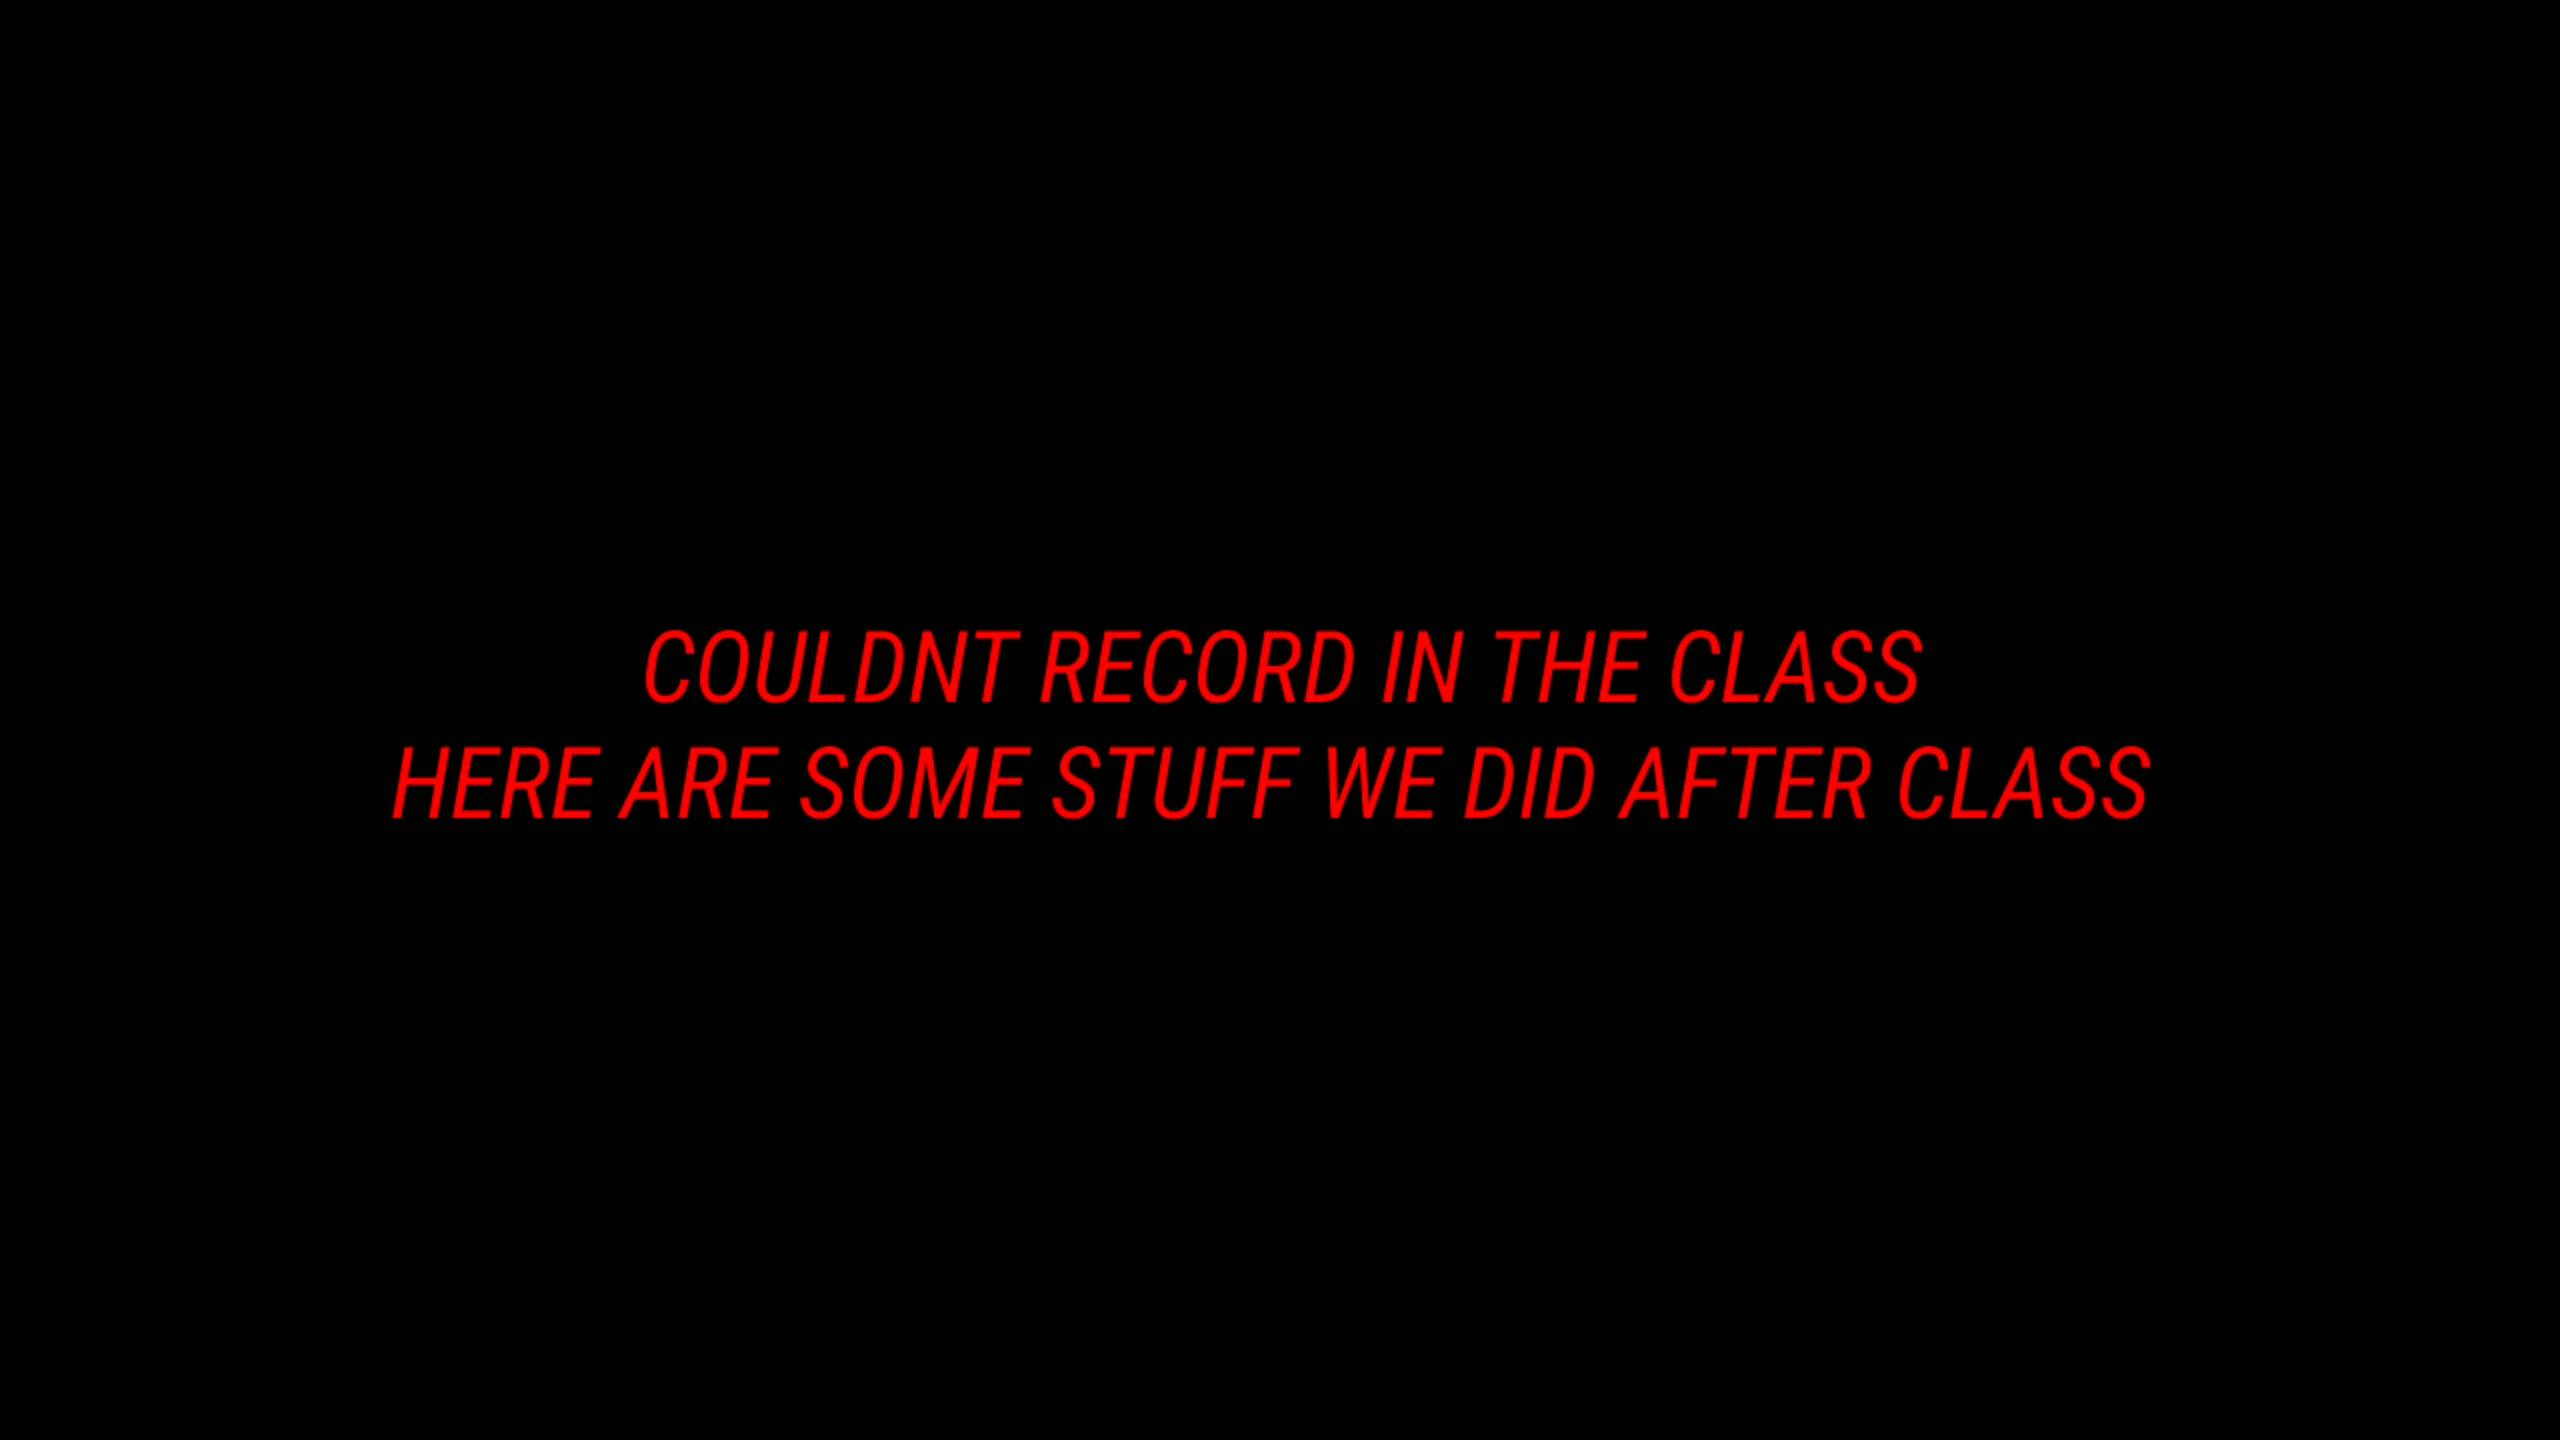 COULDNT RECORD IN THE CLASS
HERE ARE SOME STUFF WE DID AFTER CLASS